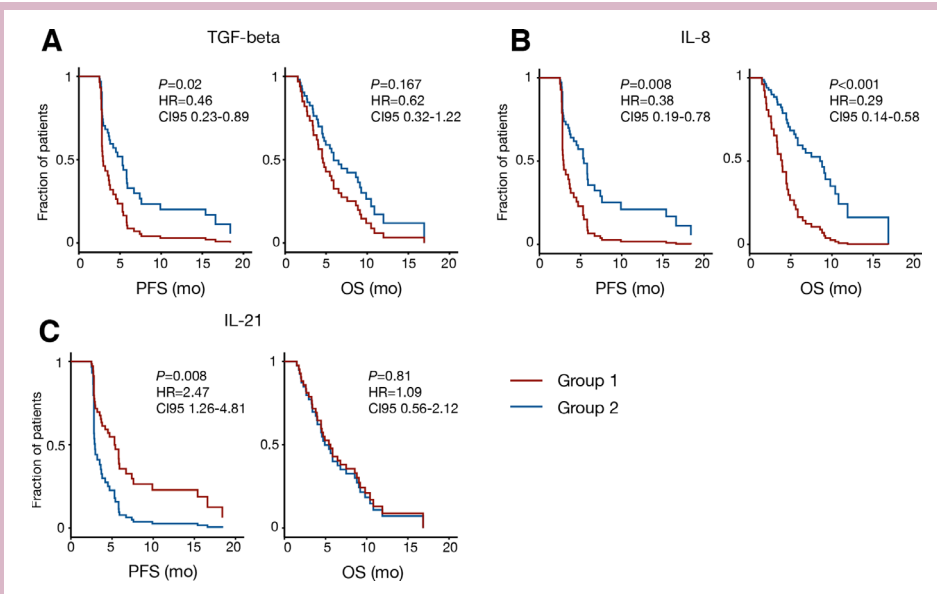 A
TGF-beta
P=0.02
HR=0.46
CI95 0.23-0.89
Fraction of patients
1
0.5
0
0 5 10 15 20
PFS (mo)
P=0.167
HR=0.62
CI95 0.32-1.22
1
0.5
0
0 5 10 15 20
OS (mo)
B
IL-8
P=0.008
HR=0.38
CI95 0.19-0.78
Fraction of patients
1
0.5
0
0 5 10 15 20
PFS (mo)
P<0.001
HR=0.29
CI95 0.14-0.58
1
0.5
0
0 5 10 15 20
OS (mo)
C
IL-21
P=0.008
HR=2.47
CI95 1.26-4.81
Fraction of patients
1
0.5
0
0 5 10 15 20
PFS (mo)
P=0.81
HR=1.09
CI95 0.56-2.12
1
0.5
0
0 5 10 15 20
OS (mo)
Group 1
Group 2